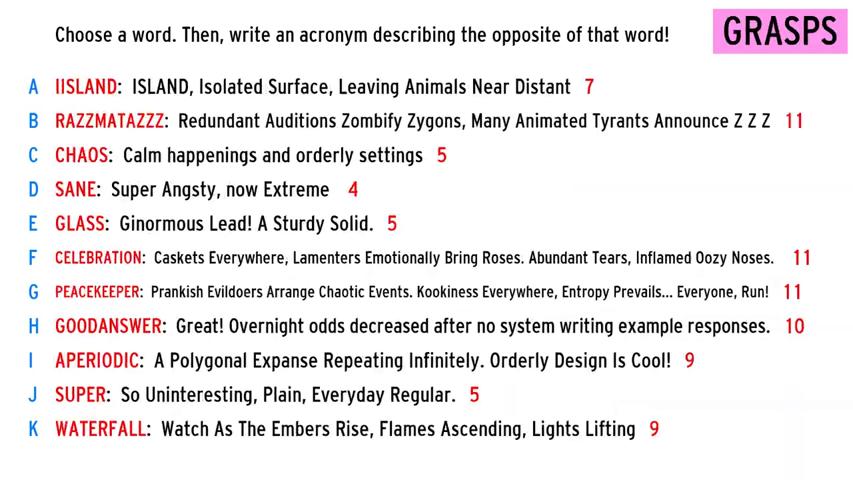 Choose a word. Then, write an acronym describing the opposite of that word!
GRASPS
A IISLAND: ISLAND, Isolated Surface, Leaving Animals Near Distant 7
B RAZZMATAZZZ: Redundant Auditions Zombify Zygons, Many Animated Tyrants Announce Z Z Z 11
C CHAOS: Calm happenings and orderly settings 5
D SANE: Super Angsty, now Extreme 4
E GLASS: Ginormous Lead! A Sturdy Solid. 5
F CELEBRATION: Caskets Everywhere, Lamenters Emotionally Bring Roses. Abundant Tears, Inflamed Oozy Noses. 11
G PEACEKEEPER: Prankish Evildoers Arrange Chaotic Events. Kookiness Everywhere, Entropy Prevails... Everyone, Run! 11
H GOODANSWER: Great! Overnight odds decreased after no system writing example responses. 10
I APERIODIC: A Polygonal Expanse Repeating Infinitely. Orderly Design Is Cool! 9
J SUPER: So Uninteresting, Plain, Everyday Regular. 5
K WATERFALL: Watch As The Embers Rise, Flames Ascending, Lights Lifting 9